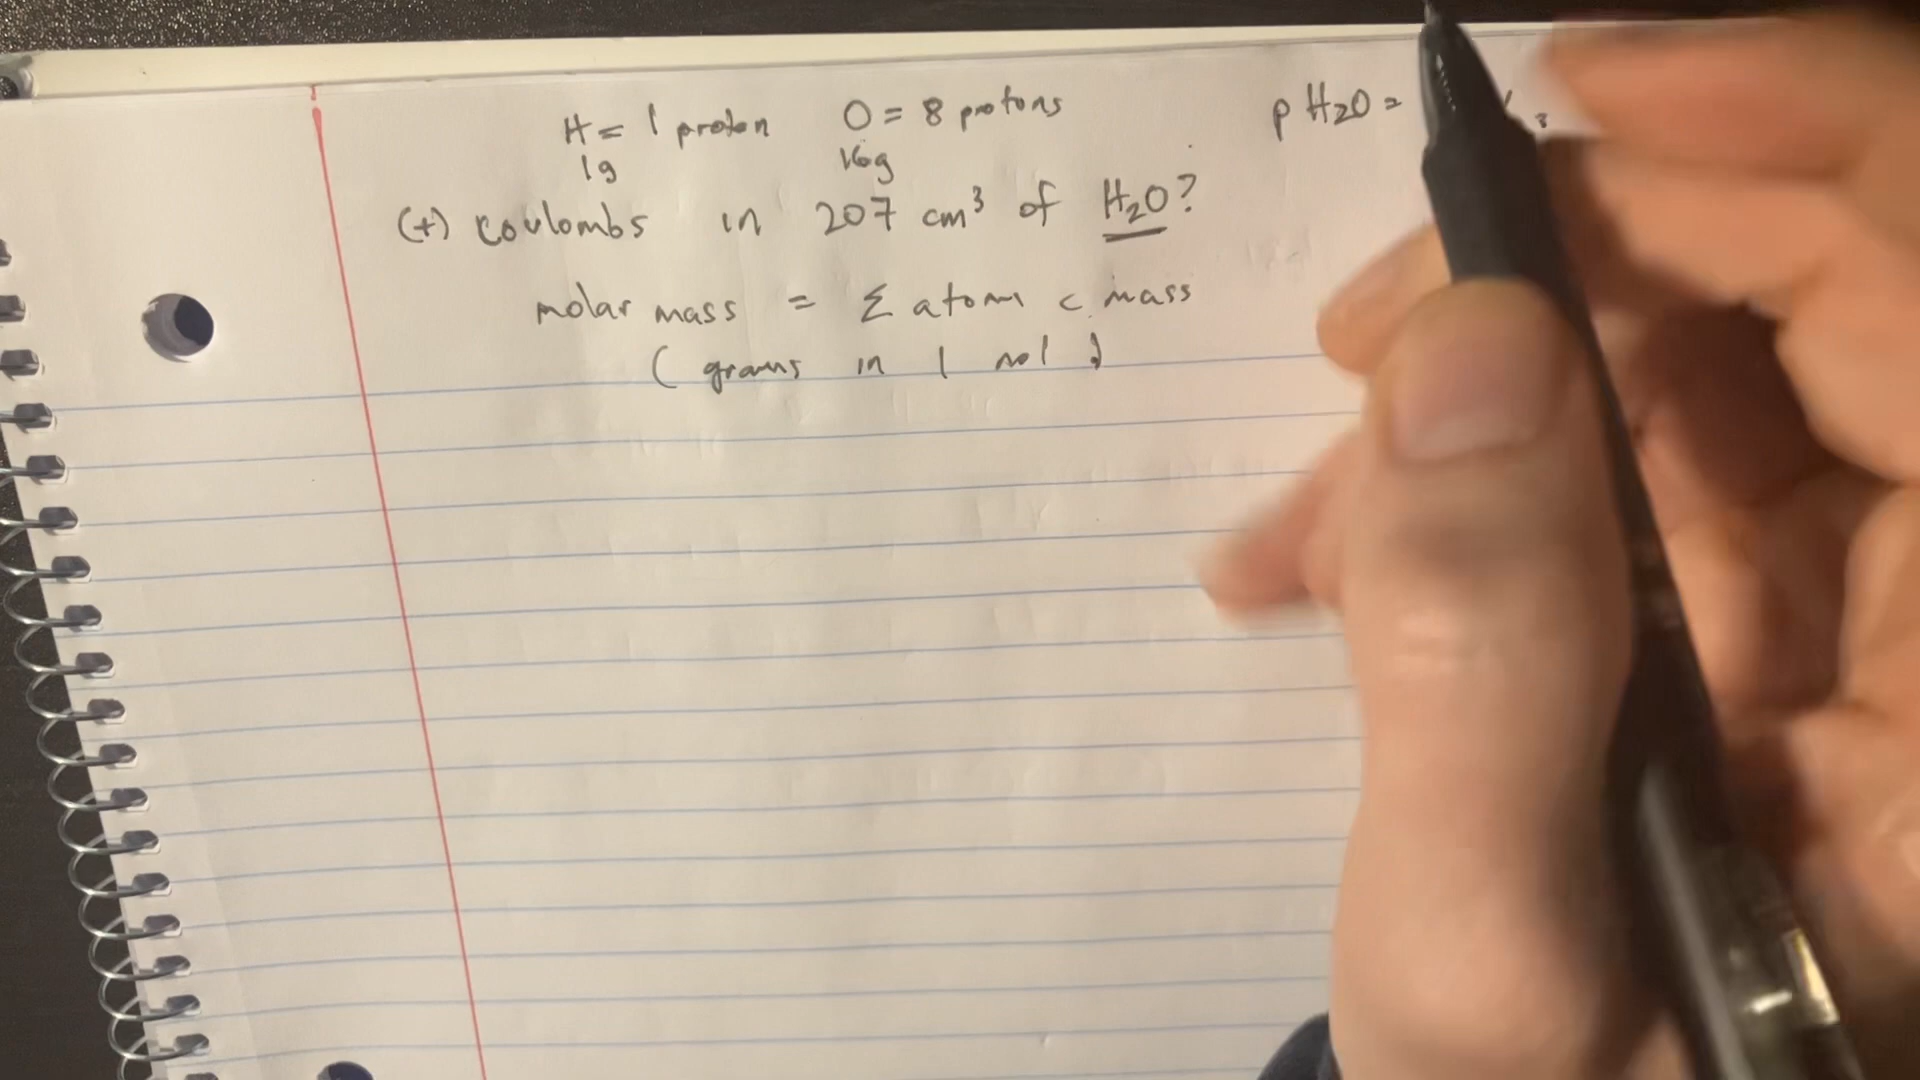 H = 1 proton O = 8 protons p H2O =
1g 16g
(+) coulombs in 207 cm³ of H₂O?
molar mass = Σ atomic mass
( grams in 1 mol )